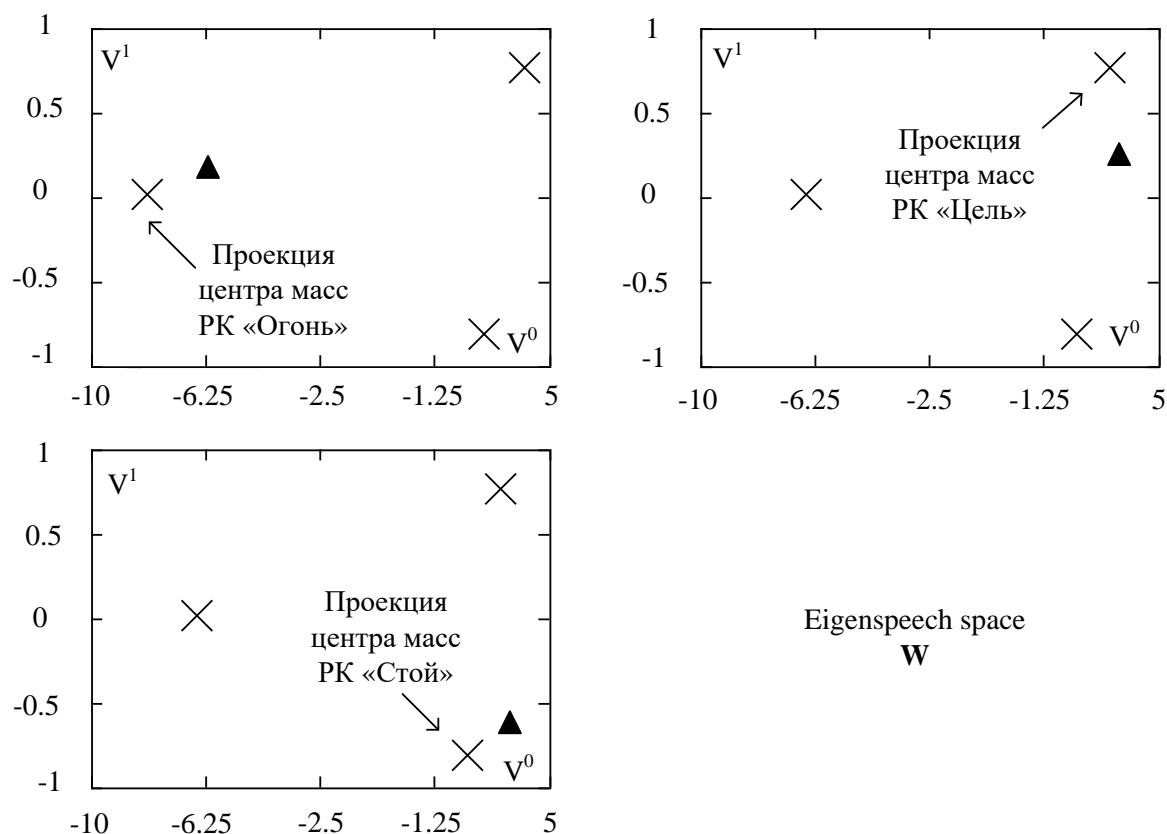 1
V¹
0.5
0
-0.5
-1
Проекция
центра масс
РК «Огонь»
V⁰
-10 -6.25 -2.5 -1.25 5
1
V¹
0.5
0
-0.5
-1
Проекция
центра масс
РК «Цель»
V⁰
-10 -6.25 -2.5 -1.25 5
1
V¹
0.5
0
-0.5
-1
Проекция
центра масс
РК «Стой»
V⁰
-10 -6.25 -2.5 -1.25 5
Eigenspeech space
W